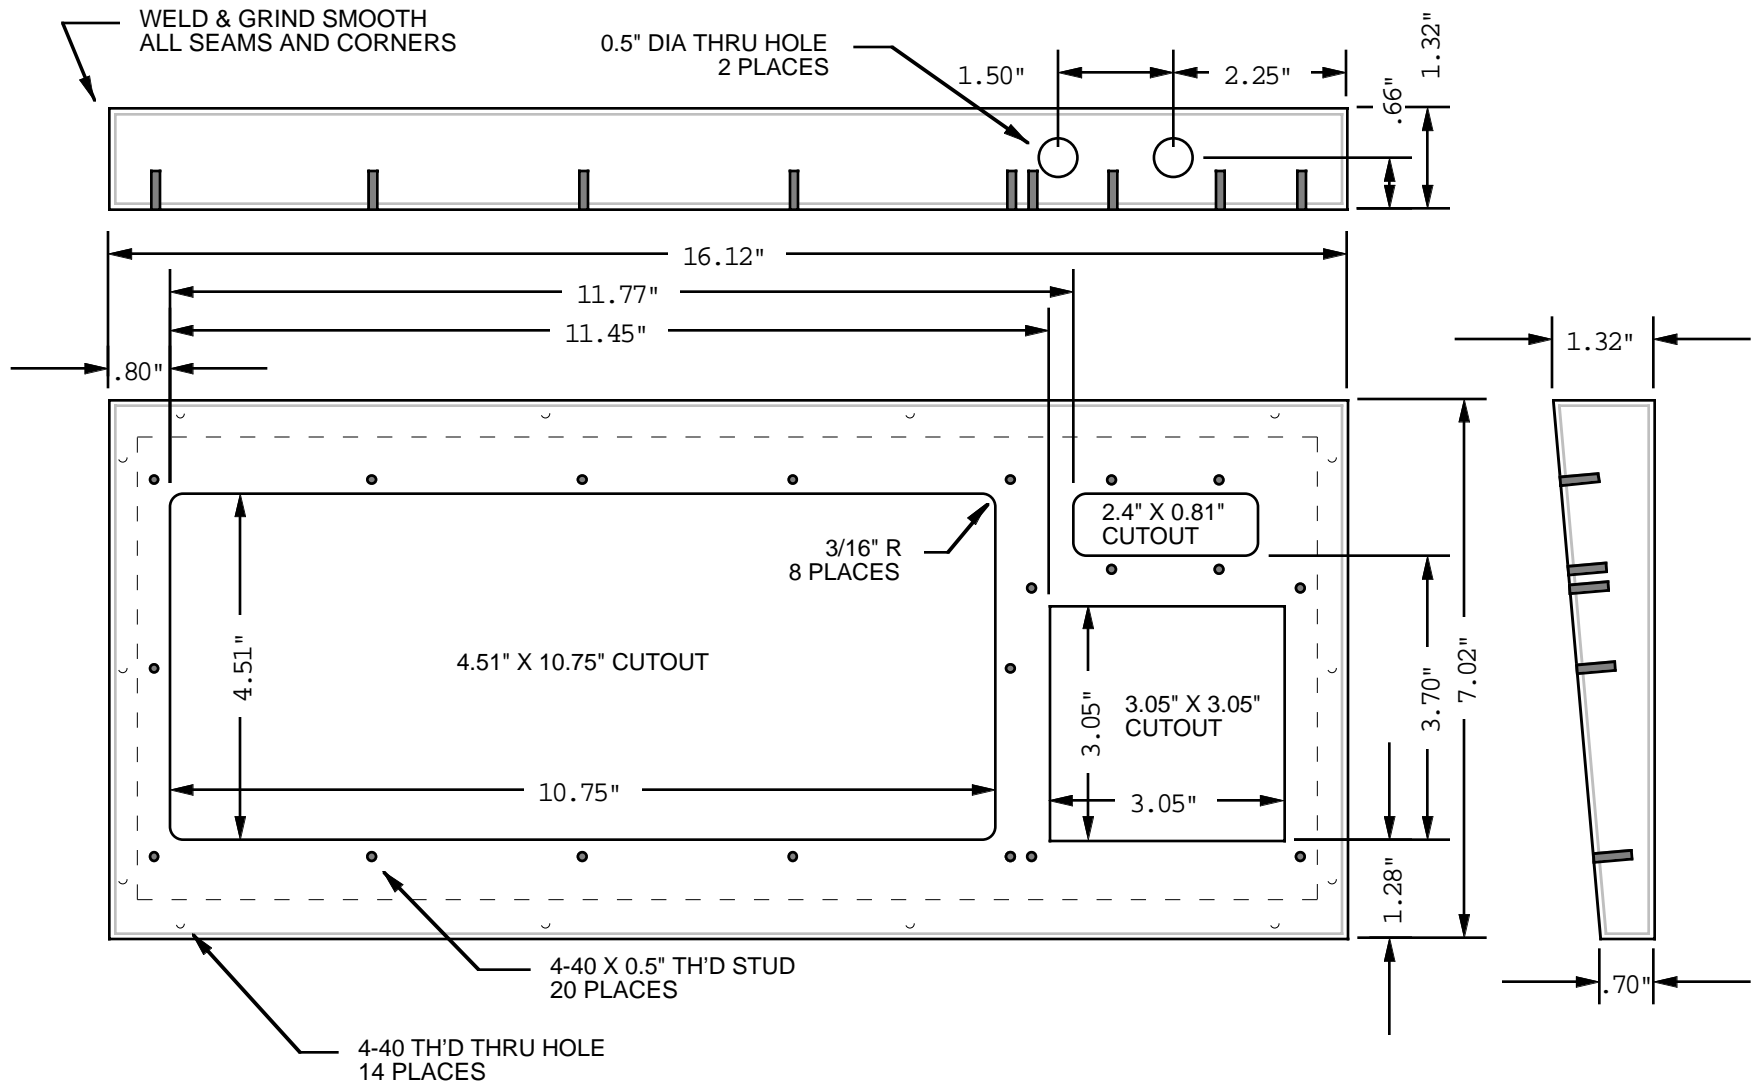 WELD & GRIND SMOOTH
ALL SEAMS AND CORNERS
0.5" DIA THRU HOLE
2 PLACES
1.50"
2.25"
.66"
1.32"
16.12"
11.77"
11.45"
.80"
1.32"
2.4" X 0.81"
CUTOUT
3/16" R
8 PLACES
4.51"
4.51" X 10.75" CUTOUT
3.05"
3.05" X 3.05"
CUTOUT
3.70"
7.02"
10.75"
3.05"
1.28"
4-40 X 0.5" TH'D STUD
20 PLACES
.70"
4-40 TH'D THRU HOLE
14 PLACES